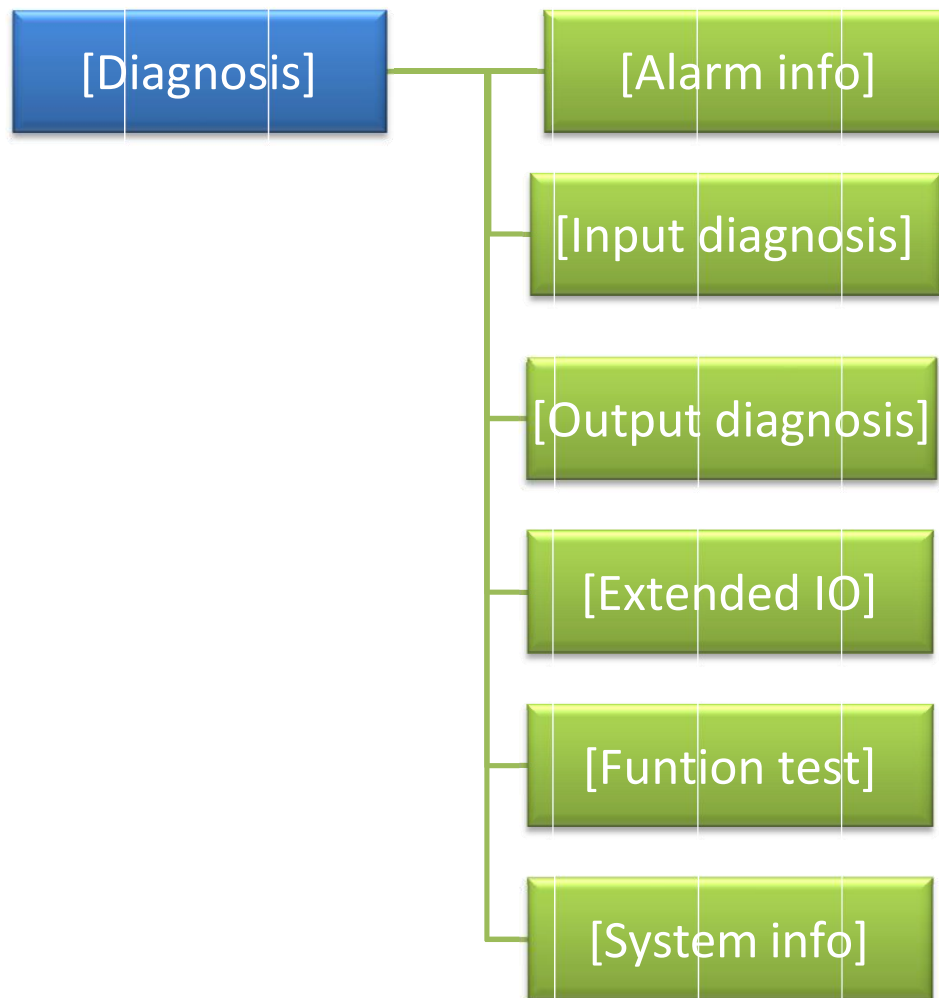 [Diagnosis]
[Alarm info]
[Input diagnosis]
[Output diagnosis]
[Extended IO]
[Funtion test]
[System info]